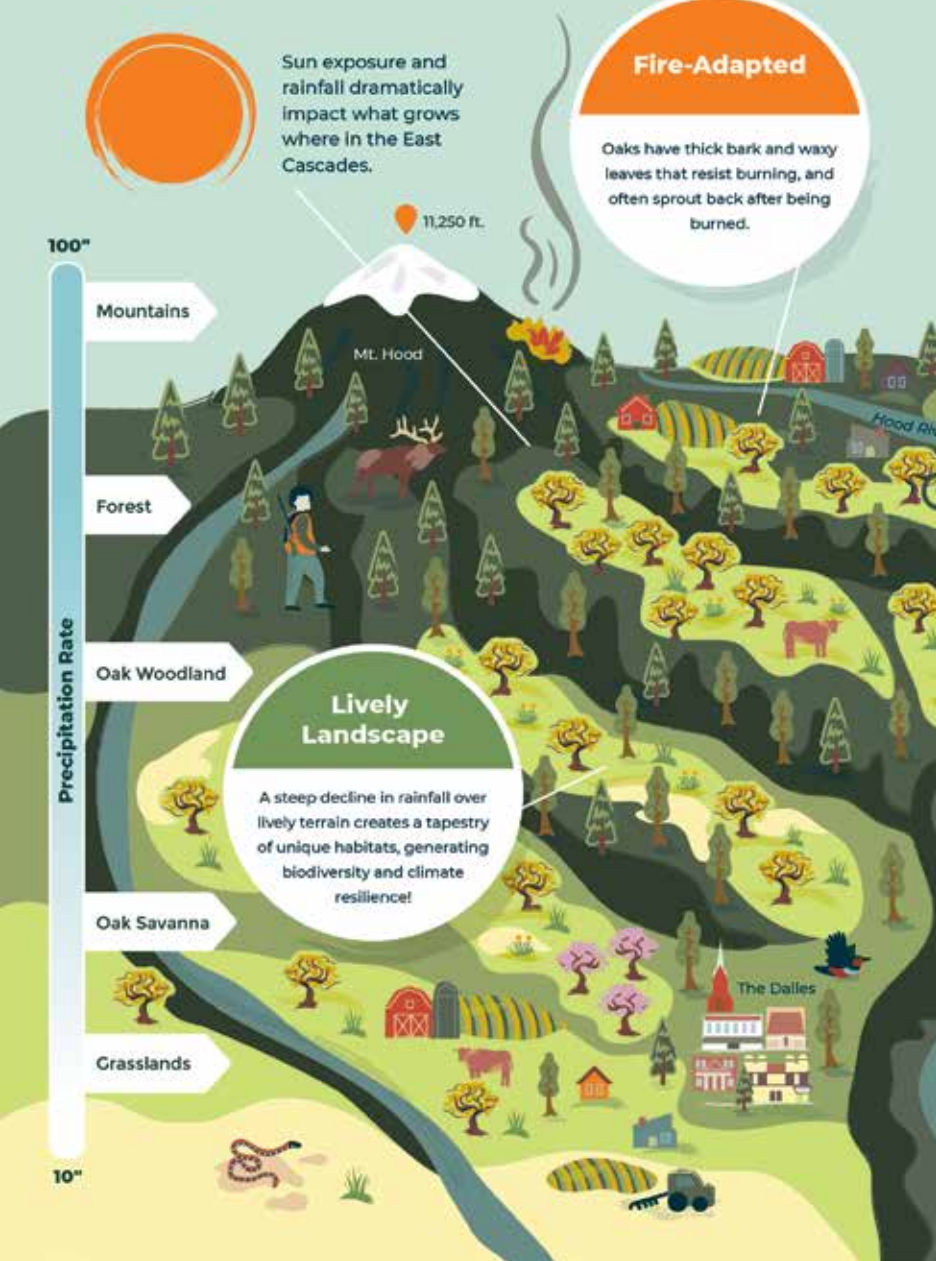 Sun exposure and
rainfall dramatically
impact what grows
where in the East
Cascades.
Fire-Adapted
Oaks have thick bark and waxy
leaves that resist burning, and
often sprout back after being
burned.
11,250 ft.
100"
Mountains
Mt. Hood
Hood
Forest
Precipitation Rate
Oak Woodland
Lively
Landscape
A steep decline in rainfall over
lively terrain creates a tapestry
of unique habitats, generating
biodiversity and climate
resilience!
Oak Savanna
The Dalles
Grasslands
10"